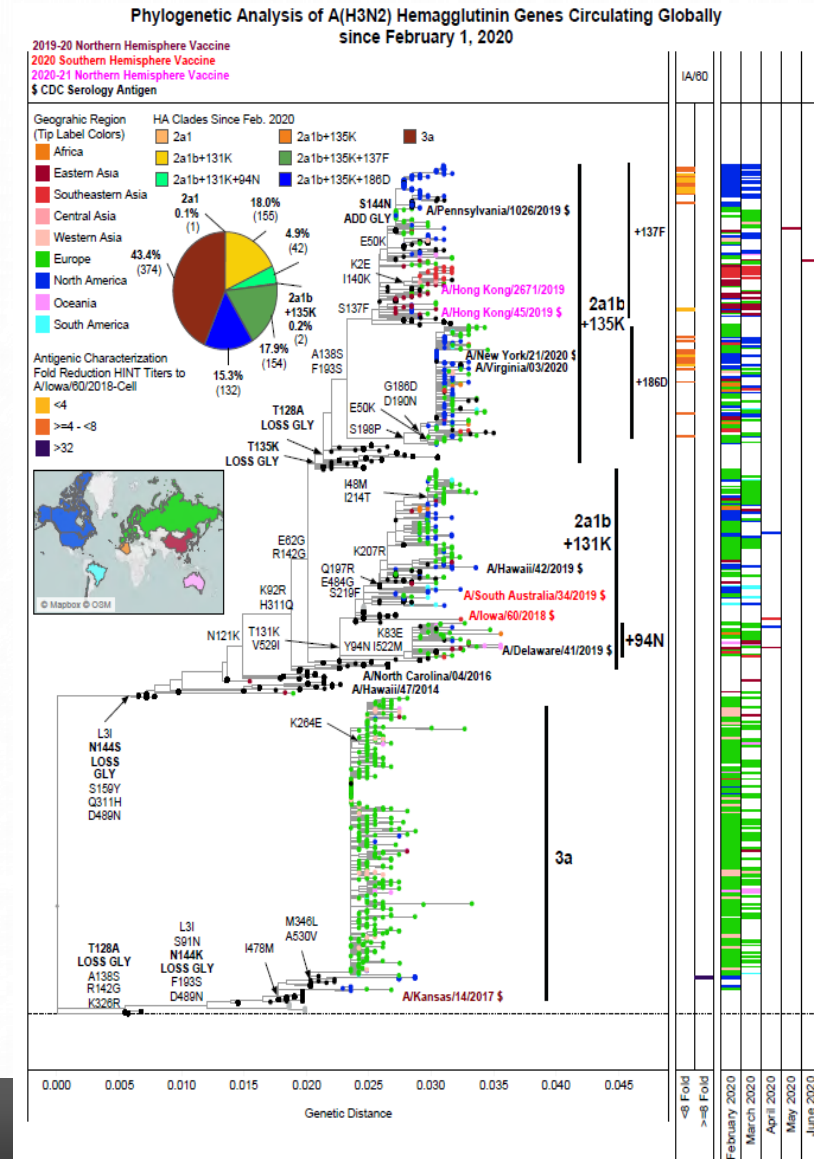 Phylogenetic Analysis of A(H3N2) Hemagglutinin Genes Circulating Globally
since February 1, 2020
2019-20 Northern Hemisphere Vaccine
2020 Southern Hemisphere Vaccine
2020-21 Northern Hemisphere Vaccine
$ CDC Serology Antigen
IA/60
Geograhic Region
(Tip Label Colors)
Africa
Eastern Asia
Southeastern Asia
Central Asia
Western Asia
Europe
North America
Oceania
South America
HA Clades Since Feb. 2020
2a1
2a1b+135K
3a
2a1b+131K
2a1b+135K+137F
2a1b+131K+94N
2a1b+135K+186D
2a1
0.1%
(1)
18.0%
(155)
4.9%
(42)
43.4%
(374)
2a1b
+135K
0.2%
(2)
17.9%
(154)
15.3%
(132)
Antigenic Characterization
Fold Reduction HINT Titers to
A/Iowa/60/2018-Cell
<4
>=4 - <8
>32
© Mapbox © OSM
S144N
ADD GLY
A/Pennsylvania/1026/2019 $
E50K
K2E
I140K
A/Hong Kong/2671/2019
S137F
A/Hong Kong/45/2019 $
+137F
2a1b
+135K
A138S
F193S
A/New York/21/2020 $
A/Virginia/03/2020
G186D
D190N
E50K
S198P
+186D
T128A
LOSS GLY
T135K
LOSS GLY
I48M
I214T
2a1b
+131K
E62G
R142G
K207R
Q197R
E484G
S219F
A/Hawaii/42/2019 $
A/South Australia/34/2019 $
A/Iowa/60/2018 $
K92R
H311Q
N121K
T131K
V529I
K83E
Y94N I522M
A/Delaware/41/2019 $
+94N
A/North Carolina/04/2016
A/Hawaii/47/2014
L3I
N144S
LOSS
GLY
S159Y
Q311H
D489N
K264E
3a
T128A
LOSS GLY
A138S
R142G
K326R
L3I
S91N
N144K
LOSS GLY
F193S
D489N
I478M
M346L
A530V
A/Kansas/14/2017 $
0.000 0.005 0.010 0.015 0.020 0.025 0.030 0.035 0.040 0.045
Genetic Distance
<8 Fold
>=8 Fold
February 2020
March 2020
April 2020
May 2020
June 2020